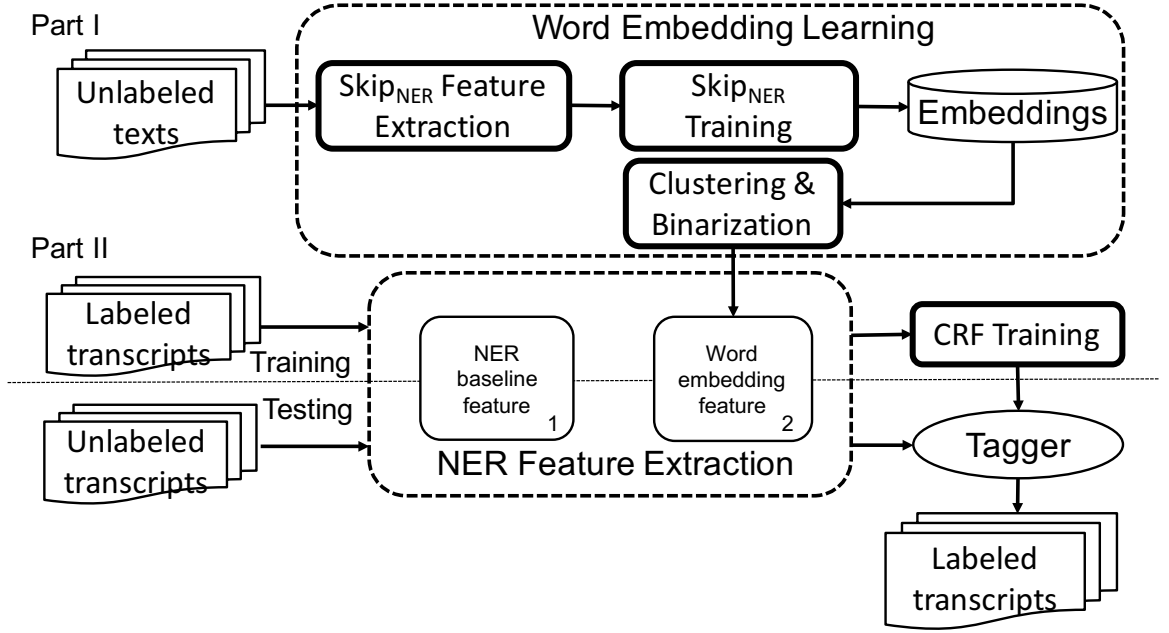 Part I
Word Embedding Learning
Unlabeled
texts
Skip_NER Feature
Extraction
Skip_NER
Training
Embeddings
Clustering &
Binarization
Part II
Labeled
transcripts
Training
NER
baseline
feature
1
Word
embedding
feature
2
CRF Training
Testing
Unlabeled
transcripts
NER Feature Extraction
Tagger
Labeled
transcripts